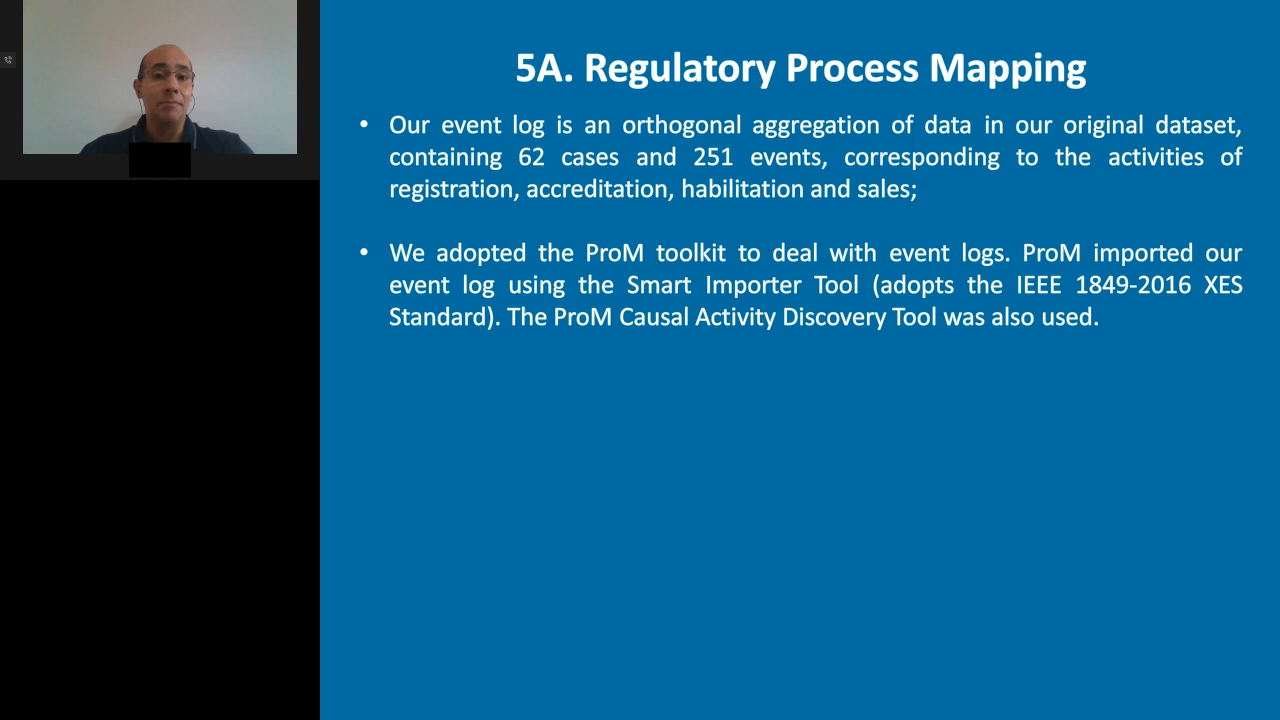 5A. Regulatory Process Mapping
• Our event log is an orthogonal aggregation of data in our original dataset,
containing 62 cases and 251 events, corresponding to the activities of
registration, accreditation, habilitation and sales;
• We adopted the ProM toolkit to deal with event logs. ProM imported our
event log using the Smart Importer Tool (adopts the IEEE 1849-2016 XES
Standard). The ProM Causal Activity Discovery Tool was also used.